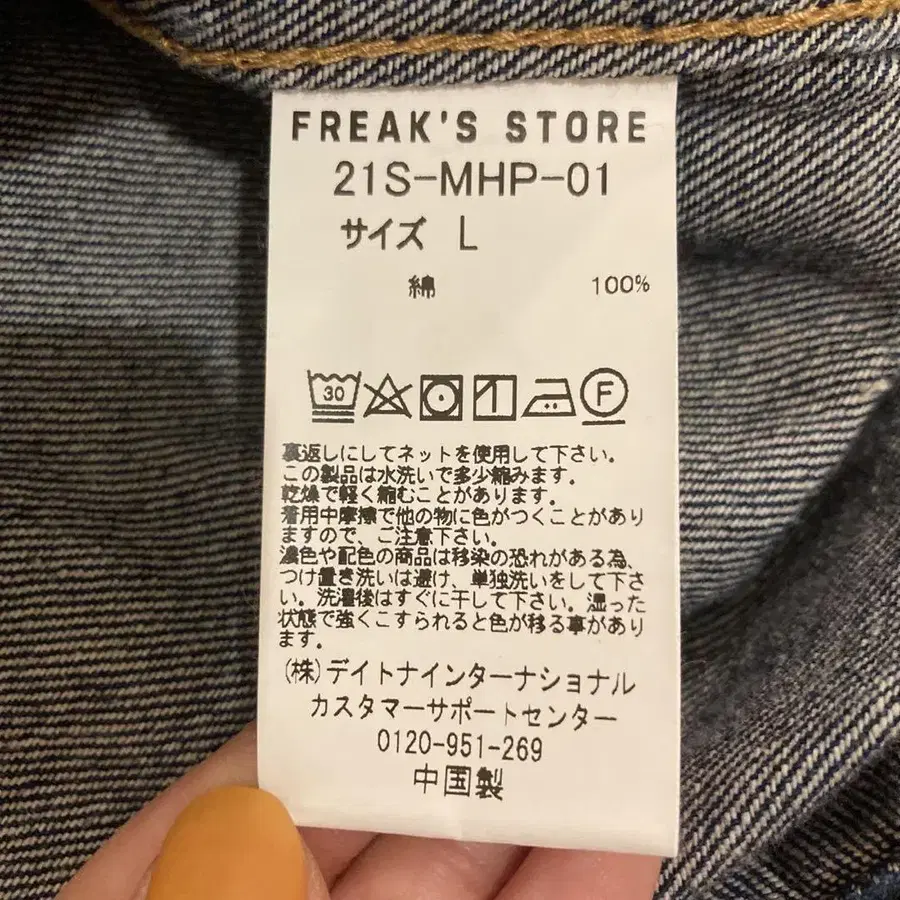 FREAK'S STORE
21S-MHP-01
サイズ L
綿 100%
30 F
裏返しにしてネットを使用して下さい。
この製品は水洗いで多少縮みます。
乾燥で軽く縮むことがあります。
着用中摩擦で他の物に色がつくことがあり
ますので、ご注意下さい。
濃色や配色の商品は移染の恐れがある為、
つけ置き洗いは避け、単独洗いをして下さ
い。洗濯後はすぐに干して下さい。湿った
状態で強くこすられると色が移る事があり
ます。
(株)デイトナインターナショナル
カスタマーサポートセンター
0120-951-269
中国製